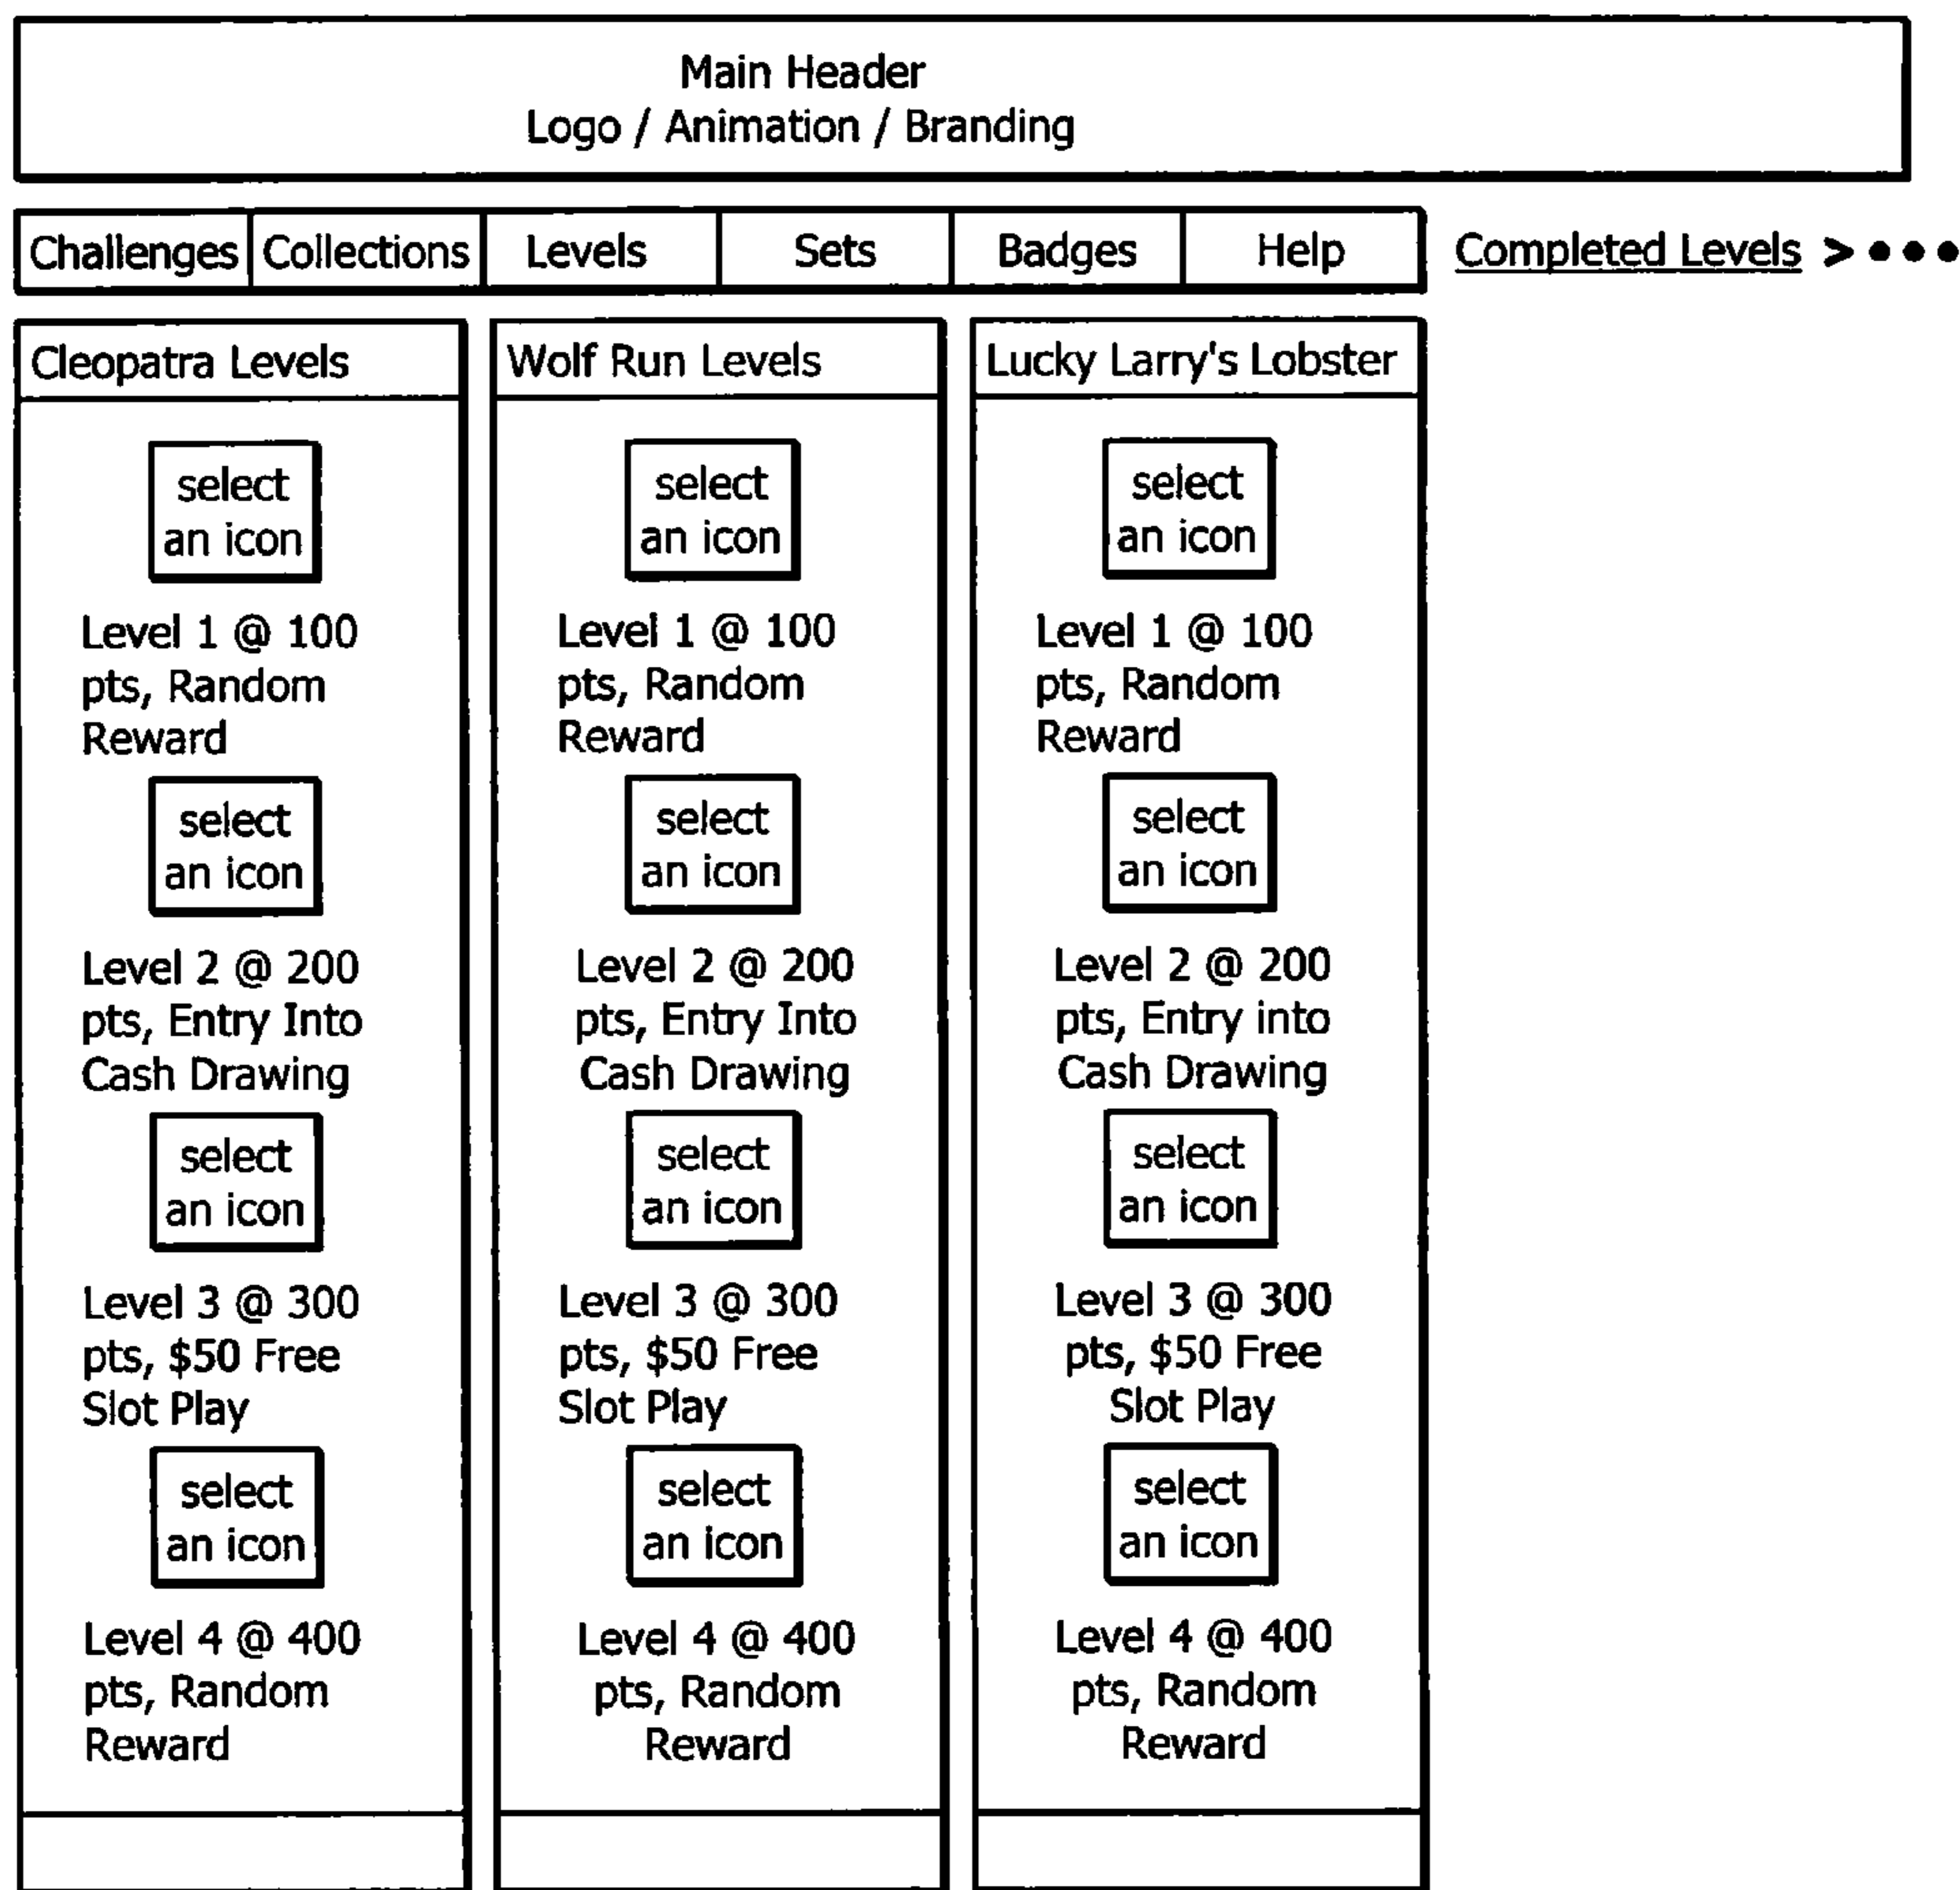 Main Header
Logo / Animation / Branding
Challenges Collections Levels Sets Badges Help Completed Levels > • • •
Cleopatra Levels
select
an icon
Level 1 @ 100
pts, Random
Reward
select
an icon
Level 2 @ 200
pts, Entry Into
Cash Drawing
select
an icon
Level 3 @ 300
pts, $50 Free
Slot Play
select
an icon
Level 4 @ 400
pts, Random
Reward
Wolf Run Levels
select
an icon
Level 1 @ 100
pts, Random
Reward
select
an icon
Level 2 @ 200
pts, Entry Into
Cash Drawing
select
an icon
Level 3 @ 300
pts, $50 Free
Slot Play
select
an icon
Level 4 @ 400
pts, Random
Reward
Lucky Larry's Lobster
select
an icon
Level 1 @ 100
pts, Random
Reward
select
an icon
Level 2 @ 200
pts, Entry into
Cash Drawing
select
an icon
Level 3 @ 300
pts, $50 Free
Slot Play
select
an icon
Level 4 @ 400
pts, Random
Reward